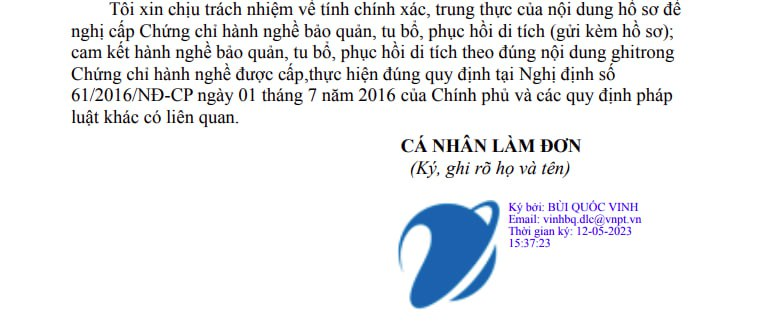 Tôi xin chịu trách nhiệm về tính chính xác, trung thực của nội dung hồ sơ đề
nghị cấp Chứng chỉ hành nghề bảo quản, tu bổ, phục hồi di tích (gửi kèm hồ sơ);
cam kết hành nghề bảo quản, tu bổ, phục hồi di tích theo đúng nội dung ghitrong
Chứng chỉ hành nghề được cấp,thực hiện đúng quy định tại Nghị định số
61/2016/NĐ-CP ngày 01 tháng 7 năm 2016 của Chính phủ và các quy định pháp
luật khác có liên quan.
CÁ NHÂN LÀM ĐƠN
(Ký, ghi rõ họ và tên)
Ký bởi: BÙI QUỐC VINH
Email: vinhbq.dlc@vnpt.vn
Thời gian ký: 12-05-2023
15:37:23